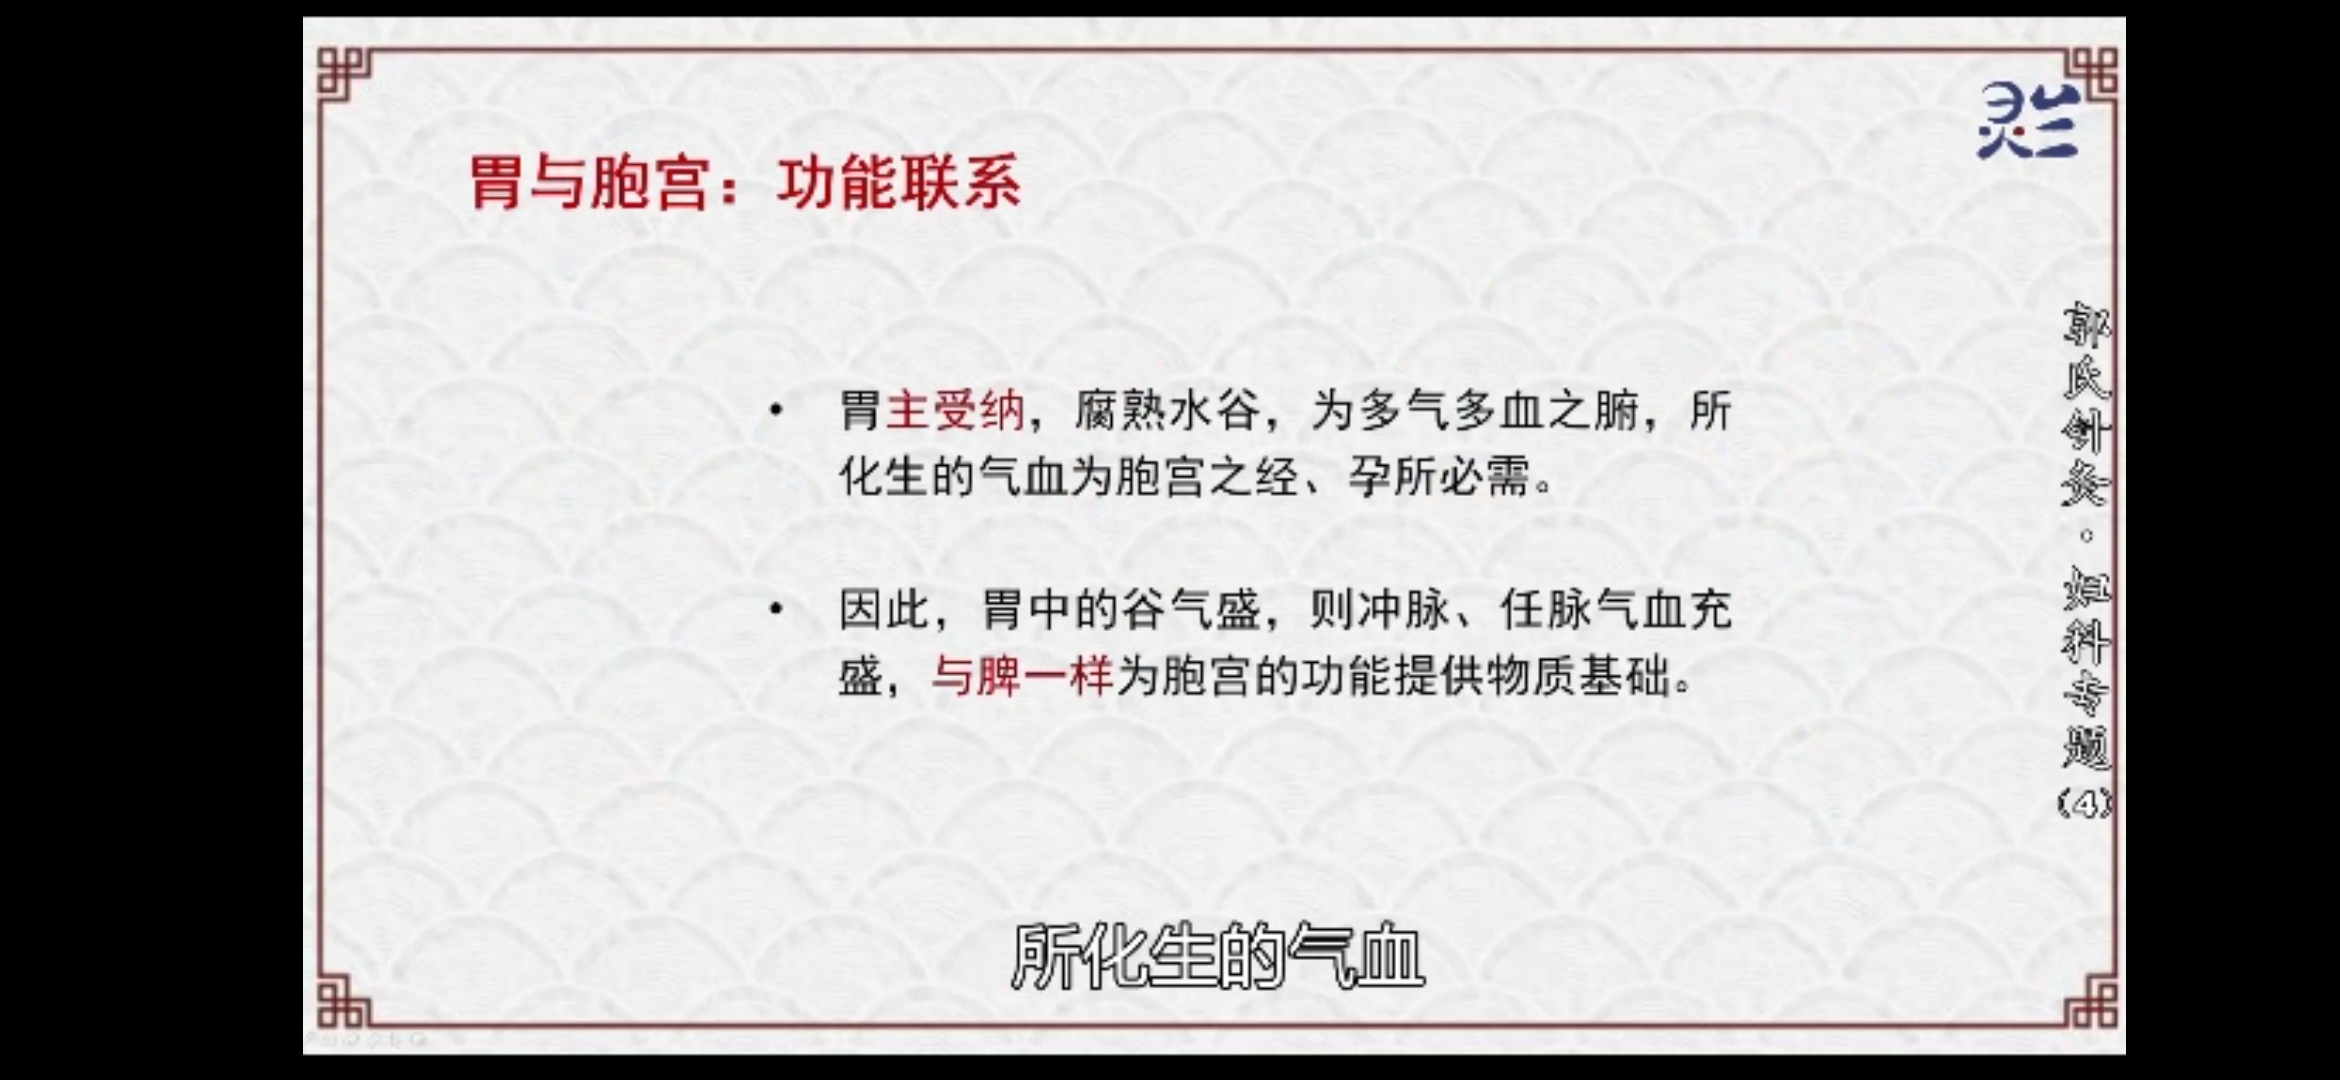 胃与胞宫：功能联系
• 胃主受纳，腐熟水谷，为多气多血之腑，所
化生的气血为胞宫之经、孕所必需。
• 因此，胃中的谷气盛，则冲脉、任脉气血充
盛，与脾一样为胞宫的功能提供物质基础。
郭氏针灸·妇科专题(4)
所化生的气血